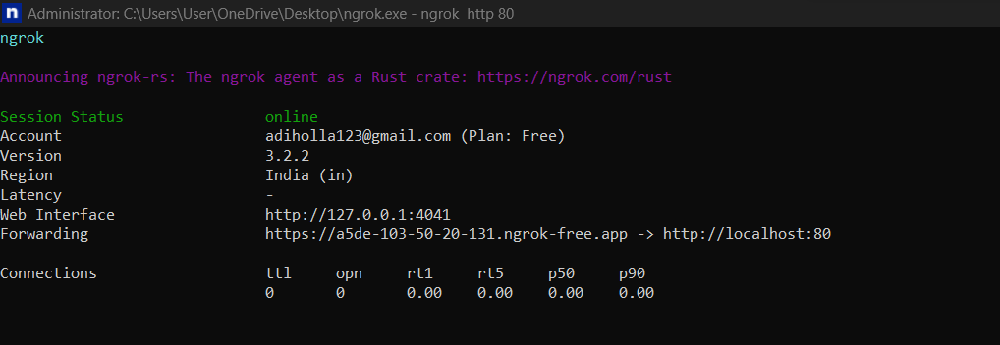 n Administrator: C:\Users\User\OneDrive\Desktop\ngrok.exe - ngrok  http 80
ngrok
Announcing ngrok-rs: The ngrok agent as a Rust crate: https://ngrok.com/rust
Session Status online
Account adiholla123@gmail.com (Plan: Free)
Version 3.2.2
Region India (in)
Latency -
Web Interface http://127.0.0.1:4041
Forwarding https://a5de-103-50-20-131.ngrok-free.app -> http://localhost:80
Connections ttl opn rt1 rt5 p50 p90
0 0 0.00 0.00 0.00 0.00